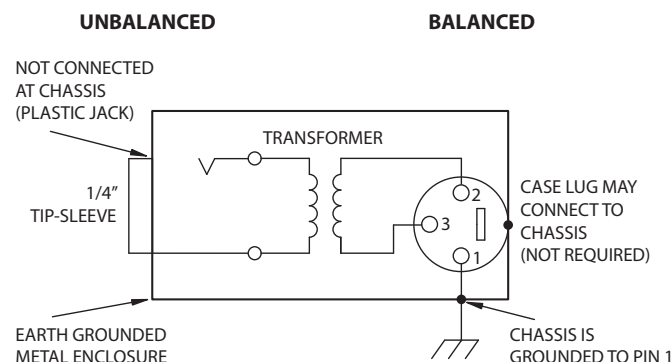 UNBALANCED
BALANCED
NOT CONNECTED
AT CHASSIS
(PLASTIC JACK)
TRANSFORMER
1/4"
TIP-SLEEVE
2
3
1
CASE LUG MAY
CONNECT TO
CHASSIS
(NOT REQUIRED)
EARTH GROUNDED
METAL ENCLOSURE
CHASSIS IS
GROUNDED TO PIN 1